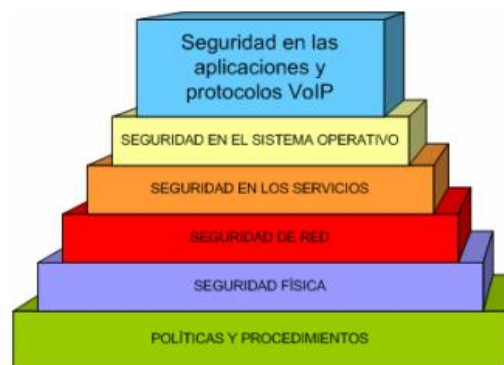 Seguridad en las
aplicaciones y
protocolos VoIP
SEGURIDAD EN EL SISTEMA OPERATIVO
SEGURIDAD EN LOS SERVICIOS
SEGURIDAD DE RED
SEGURIDAD FÍSICA
POLÍTICAS Y PROCEDIMIENTOS